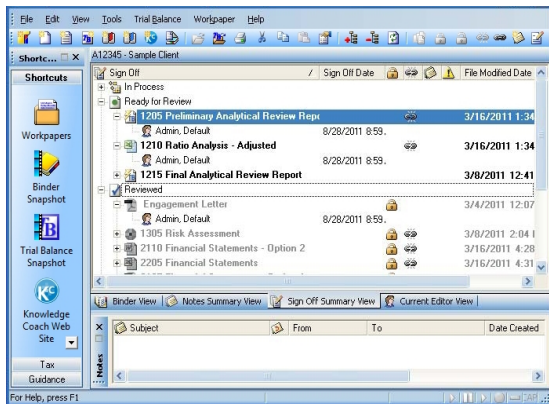 File Edit View Tools Trial Balance Workpaper Help
Shortc... A12345 - Sample Client
Shortcuts
Sign Off / Sign Off Date File Modified Date
In Process
Ready for Review
1205 Preliminary Analytical Review Repo 3/16/2011 1:34
Admin, Default 8/28/2011 8:59.
1210 Ratio Analysis - Adjusted 3/16/2011 1:34
Admin, Default 8/28/2011 8:59.
1215 Final Analytical Review Report 3/8/2011 12:41
Reviewed
Engagement Letter 3/4/2011 12:07
Admin, Default 8/28/2011 8:59.
1305 Risk Assessment 3/8/2011 2:04
2110 Financial Statements - Option 2 3/16/2011 4:28
2205 Financial Statements 3/16/2011 4:31
Workpapers
Binder
Snapshot
Trial Balance
Snapshot
Knowledge
Coach Web
Site
Tax
Guidance
Binder View Notes Summary View Sign Off Summary View Current Editor View
Notes
Subject From To Date Created
For Help, press F1
CAP